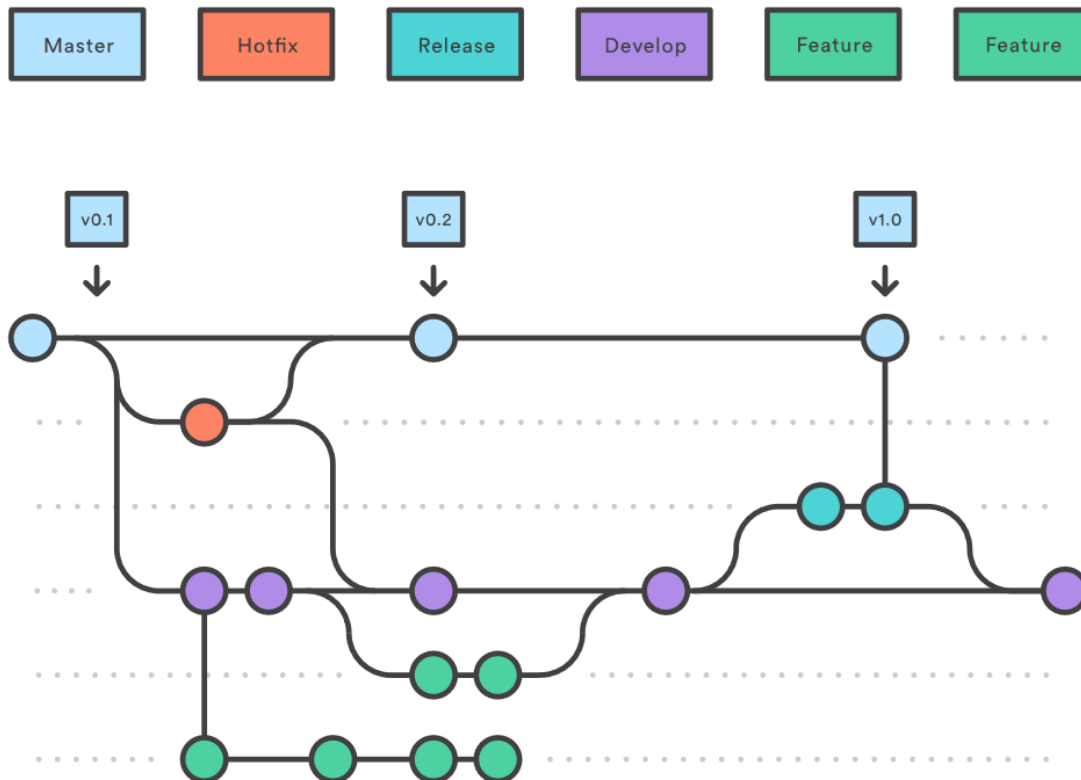 Master
Hotfix
Release
Develop
Feature
Feature
v0.1
v0.2
v1.0